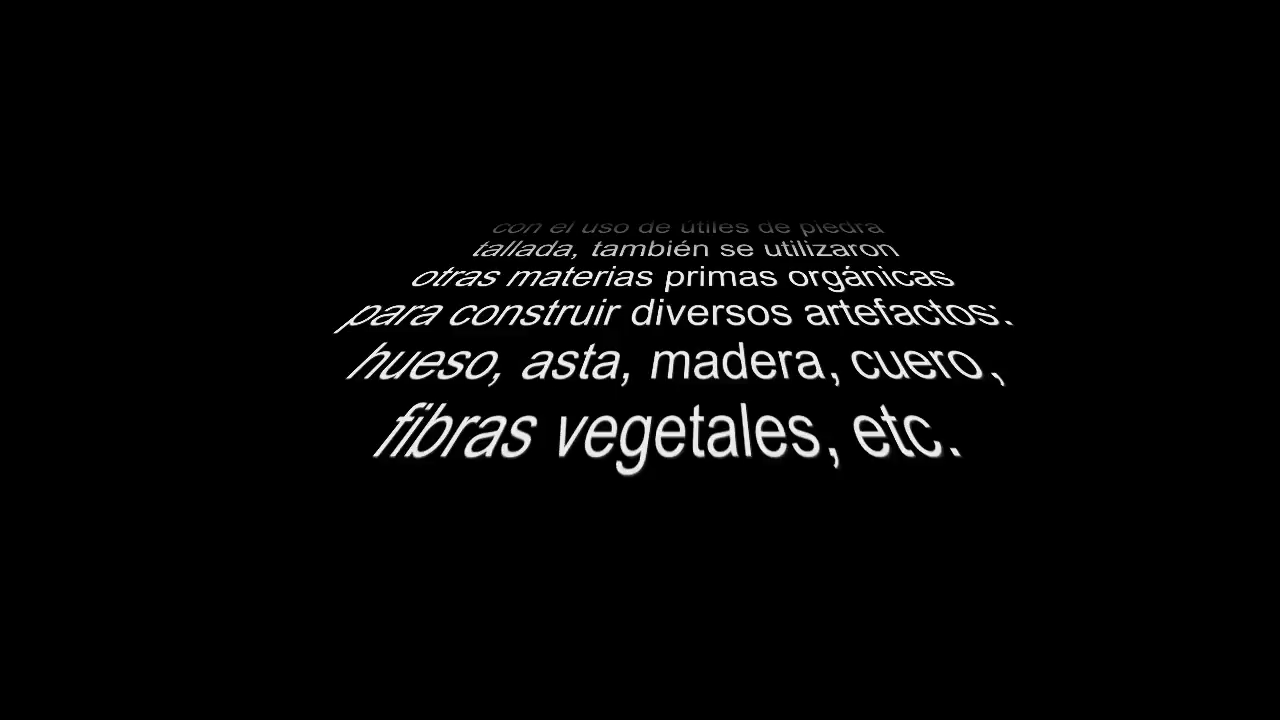 con el uso de útiles de piedra
tallada, también se utilizaron
otras materias primas orgánicas
para construir diversos artefactos:
hueso, asta, madera, cuero,
fibras vegetales, etc.